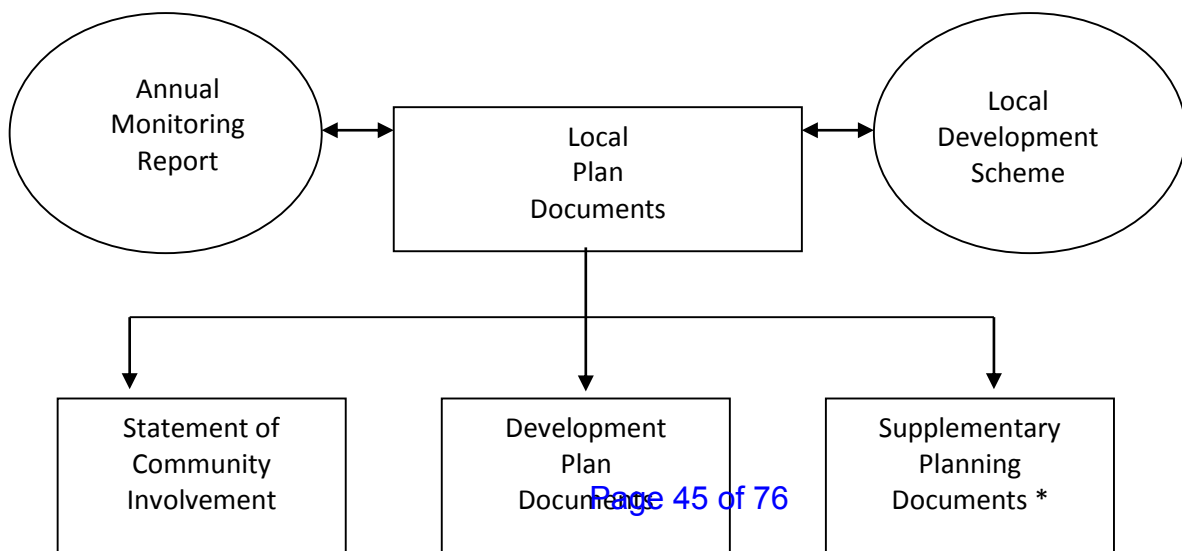 Annual
Monitoring
Report
Local
Plan
Documents
Local
Development
Scheme
Statement of
Community
Involvement
Development
Plan
Documents
Supplementary
Planning
Documents *
Page 45 of 76